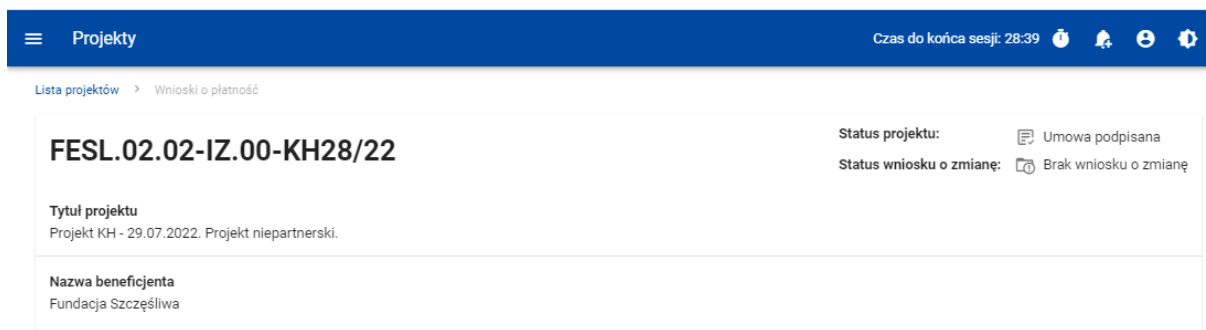 Projekty
Czas do końca sesji: 28:39
Lista projektów > Wnioski o płatność
FESL.02.02-IZ.00-KH28/22
Status projektu: Umowa podpisana
Status wniosku o zmianę: Brak wniosku o zmianę
Tytuł projektu
Projekt KH - 29.07.2022. Projekt niepartnerski.
Nazwa beneficjenta
Fundacja Szczęśliwa